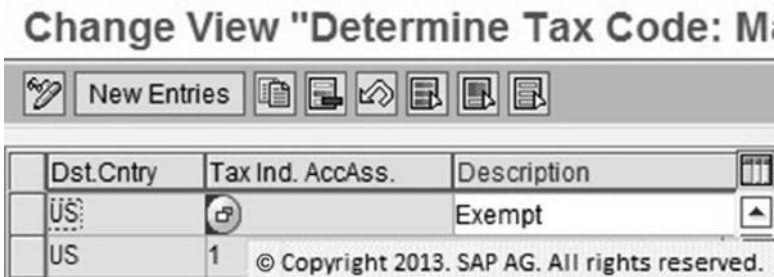 Change View "Determine Tax Code: Ma
New Entries
Dst.Cntry Tax Ind. AccAss. Description
US Exempt
US 1
© Copyright 2013. SAP AG. All rights reserved.